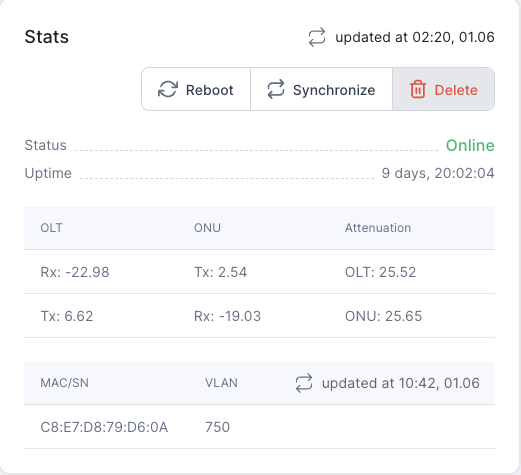 Stats updated at 02:20, 01.06
Reboot Synchronize Delete
Status Online
Uptime 9 days, 20:02:04
OLT ONU Attenuation
Rx: -22.98 Tx: 2.54 OLT: 25.52
Tx: 6.62 Rx: -19.03 ONU: 25.65
MAC/SN VLAN updated at 10:42, 01.06
C8:E7:D8:79:D6:0A 750